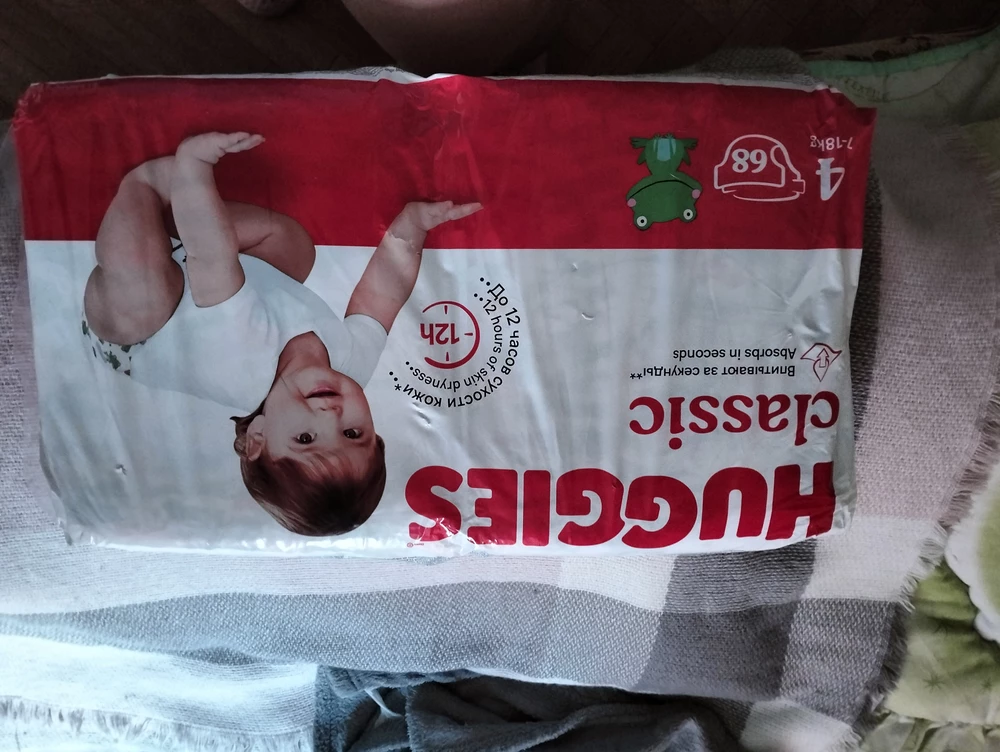 HUGGIES®
classic
Впитывают за секунды**
Absorbs in seconds
До 12 часов сухости кожи*
12 hours of skin dryness
12h
4
7-18kg
68